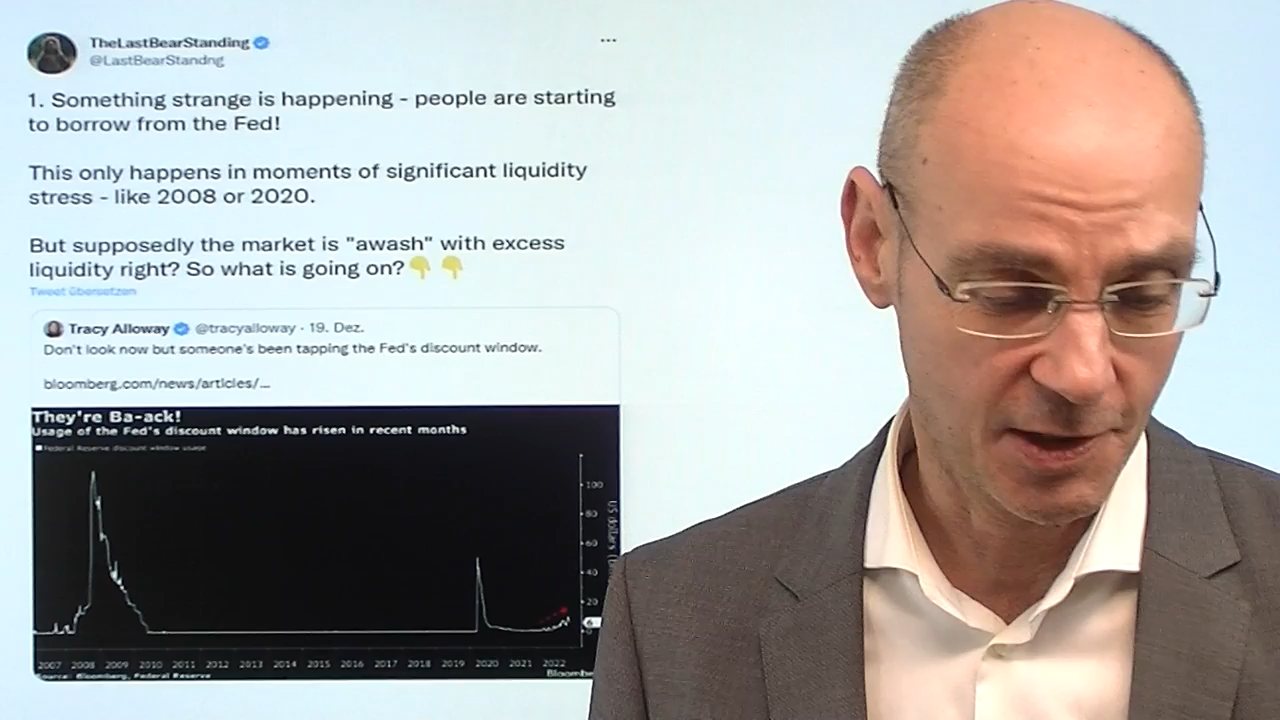 TheLastBearStanding
...
@LastBearStandng
1. Something strange is happening - people are starting
to borrow from the Fed!
This only happens in moments of significant liquidity
stress - like 2008 or 2020.
But supposedly the market is "awash" with excess
liquidity right? So what is going on?👇👇
Tweet übersetzen
Tracy Alloway @tracyalloway · 19. Dez.
Don't look now but someone's been tapping the Fed's discount window.
bloomberg.com/news/articles/...
They're Ba-ack!
Usage of the Fed's discount window has risen in recent months
Federal Reserve discount window usage
100
80
60
40
20
0
US dollars
2007 2008 2009 2010 2011 2012 2013 2014 2015 2016 2017 2018 2019 2020 2021 2022
Source: Bloomberg, Federal Reserve
Bloombe